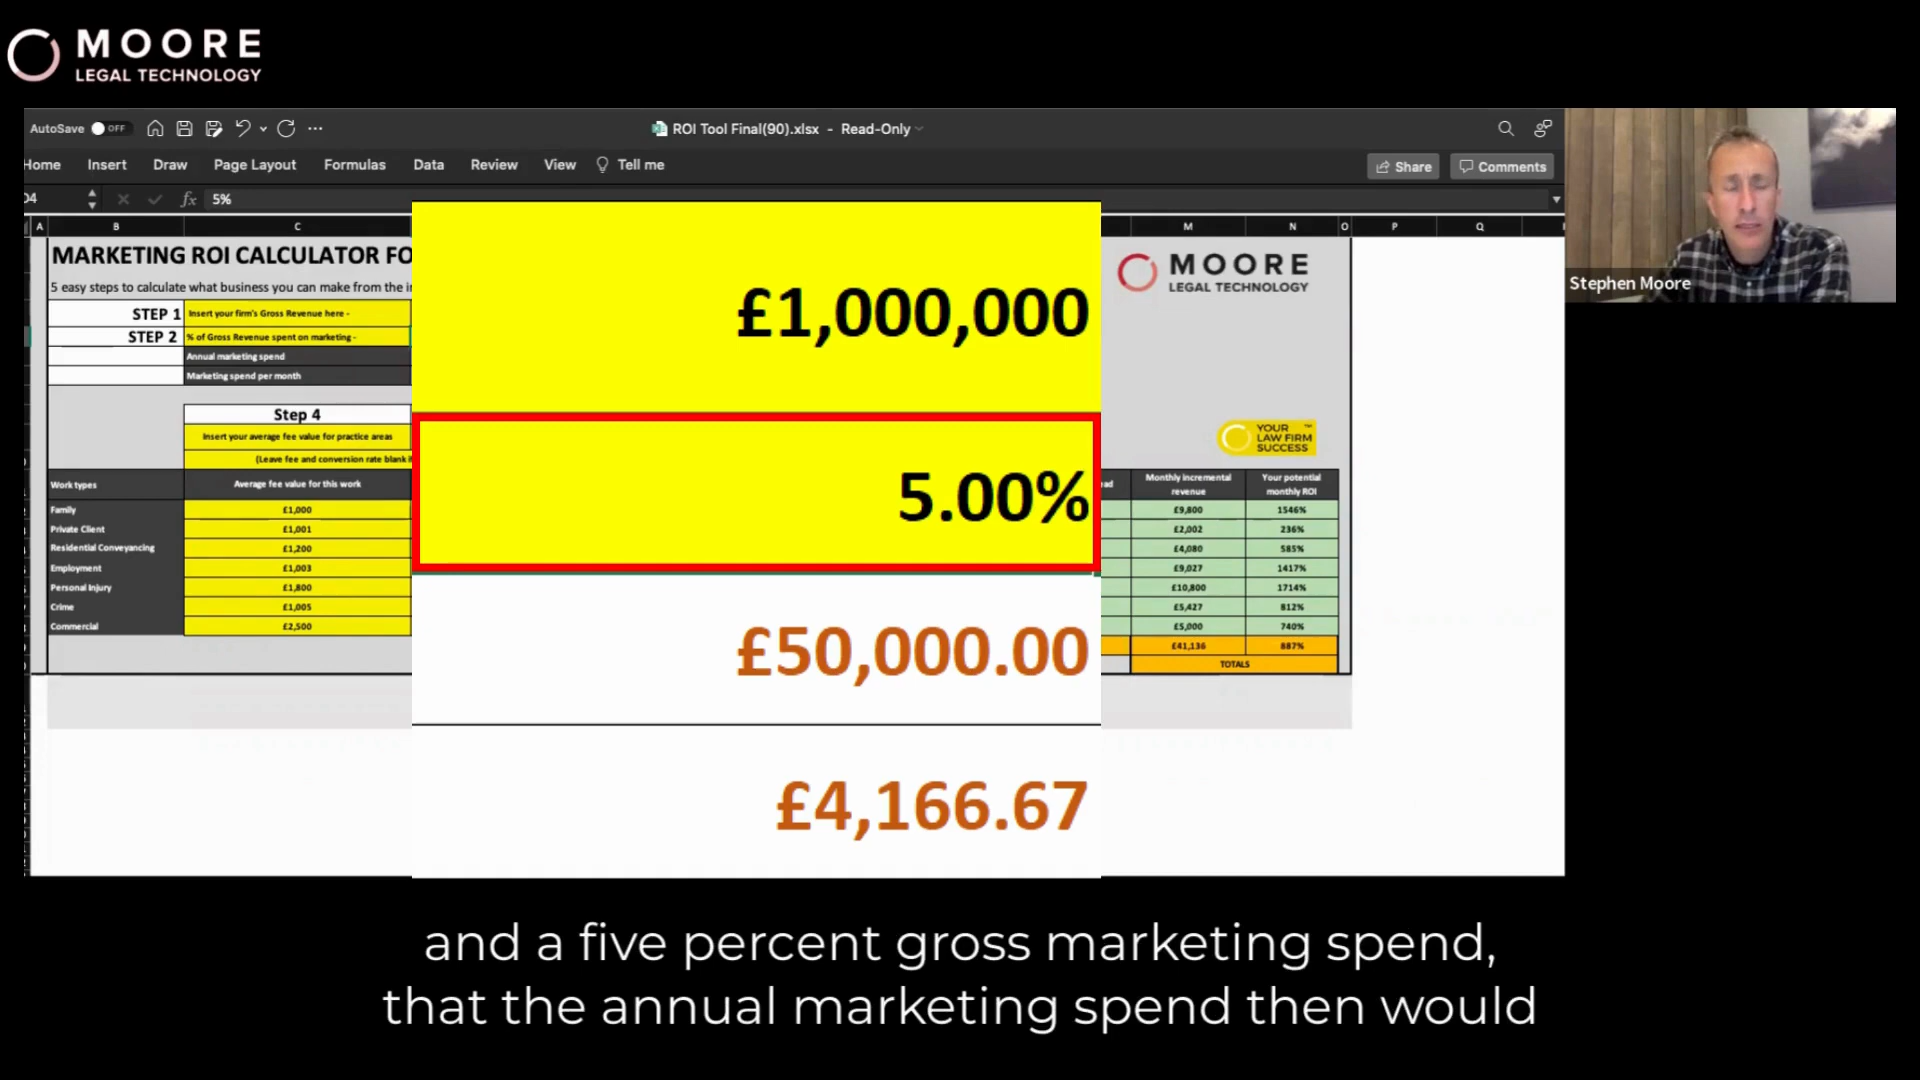 MOORE
LEGAL TECHNOLOGY
AutoSave OFF
ROI Tool Final(90).xlsx - Read-Only
Home Insert Draw Page Layout Formulas Data Review View Tell me
Share Comments
fx 5%
A B C M N O P Q
MARKETING ROI CALCULATOR FO
5 easy steps to calculate what business you can make from the i
STEP 1 Insert your firm's Gross Revenue here -
STEP 2 % of Gross Revenue spent on marketing -
Annual marketing spend
Marketing spend per month
£1,000,000
5.00%
£50,000.00
£4,166.67
MOORE
LEGAL TECHNOLOGY
YOUR ™
LAW FIRM
SUCCESS
Step 4
Insert your average fee value for practice areas
(Leave fee and conversion rate blank
Work types Average fee value for this work ad Monthly incremental revenue Your potential monthly ROI
Family £1,000 £9,800 1546%
Private Client £1,001 £2,002 236%
Residential Conveyancing £1,200 £4,080 585%
Employment £1,003 £9,027 1417%
Personal Injury £1,800 £10,800 1714%
Crime £1,005 £5,427 812%
Commercial £2,500 £5,000 740%
£41,136 887%
TOTALS
Stephen Moore
and a five percent gross marketing spend,
that the annual marketing spend then would